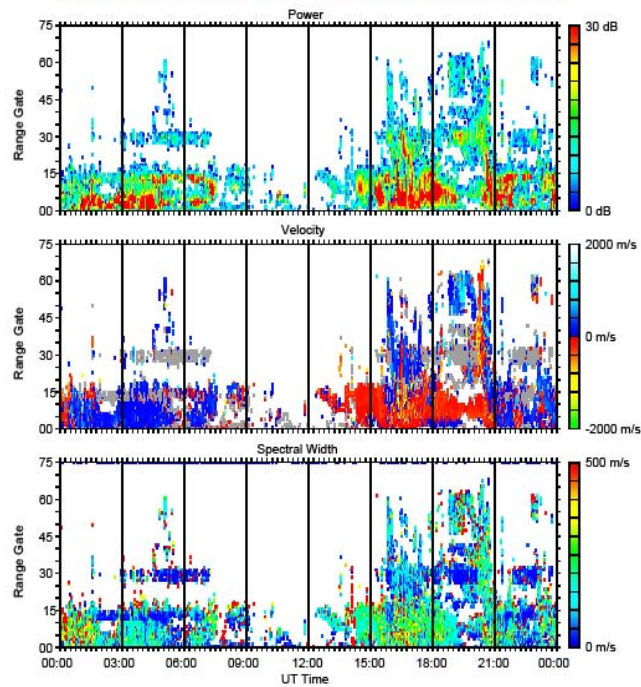 Power
75
60
45
30
15
00
Range Gate
30 dB
0 dB
Velocity
75
60
45
30
15
00
Range Gate
2000 m/s
0 m/s
-2000 m/s
Spectral Width
75
60
45
30
15
00
Range Gate
500 m/s
0 m/s
00:00 03:00 06:00 09:00 12:00 15:00 18:00 21:00 00:00
UT Time